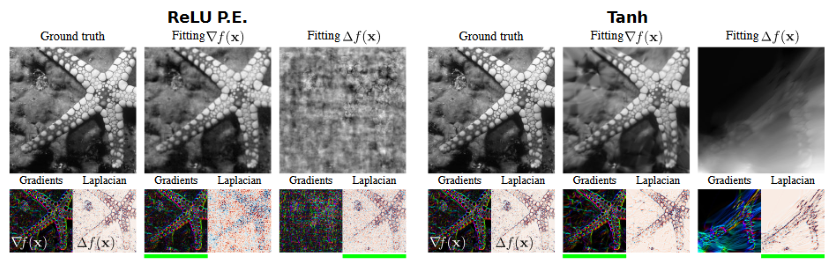 ReLU P.E.
Ground truth
Fitting ∇f(x)
Fitting Δf(x)
Gradients Laplacian
Gradients Laplacian
Gradients Laplacian
∇f(x) Δf(x)
Tanh
Ground truth
Fitting ∇f(x)
Fitting Δf(x)
Gradients Laplacian
Gradients Laplacian
Gradients Laplacian
∇f(x) Δf(x)